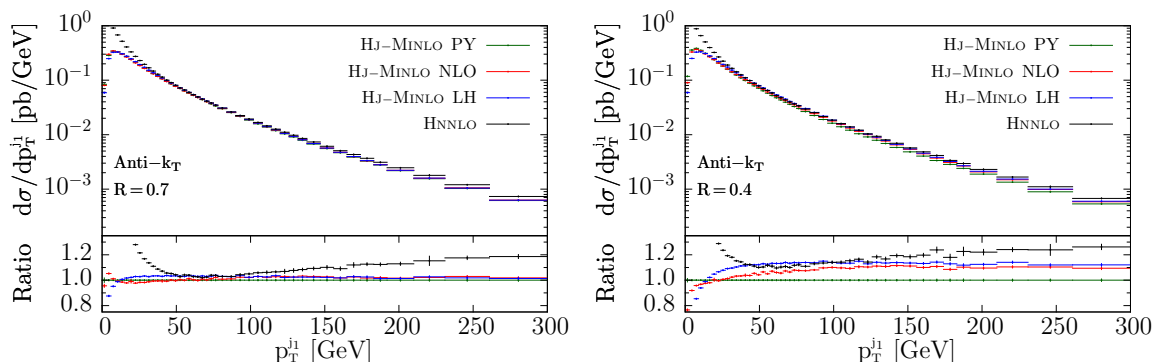 dσ/dp_T^{j1} [pb/GeV]
10^0
10^{-1}
10^{-2}
10^{-3}
HJ-MINLO PY
HJ-MINLO NLO
HJ-MINLO LH
HNNLO
Anti-k_T
R=0.7
Ratio
1.2
1.0
0.8
0 50 100 150 200 250 300
p_T^{j1} [GeV]
dσ/dp_T^{j1} [pb/GeV]
10^0
10^{-1}
10^{-2}
10^{-3}
HJ-MINLO PY
HJ-MINLO NLO
HJ-MINLO LH
HNNLO
Anti-k_T
R=0.4
Ratio
1.2
1.0
0.8
0 50 100 150 200 250 300
p_T^{j1} [GeV]